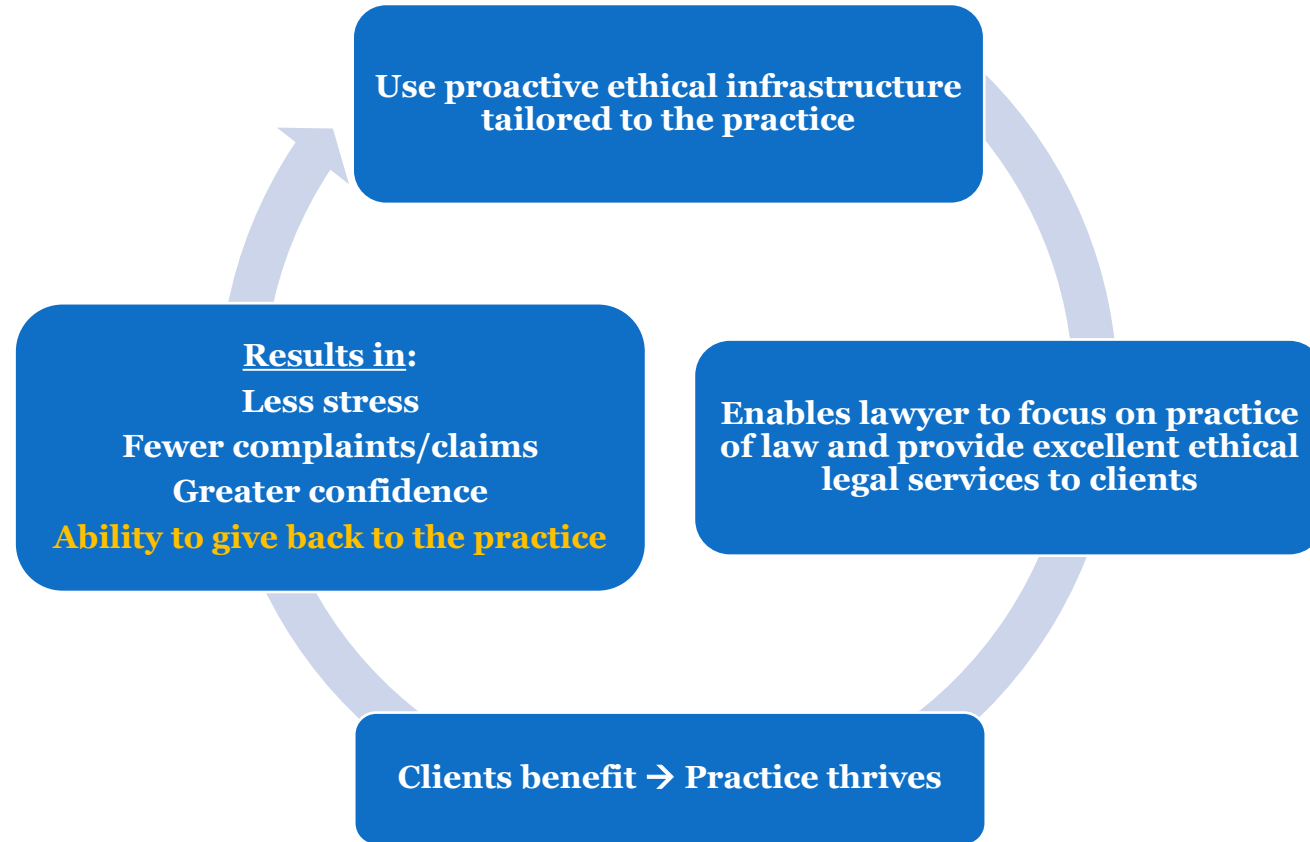 Use proactive ethical infrastructure
tailored to the practice
Enables lawyer to focus on practice
of law and provide excellent ethical
legal services to clients
Clients benefit → Practice thrives
Results in:
Less stress
Fewer complaints/claims
Greater confidence
Ability to give back to the practice